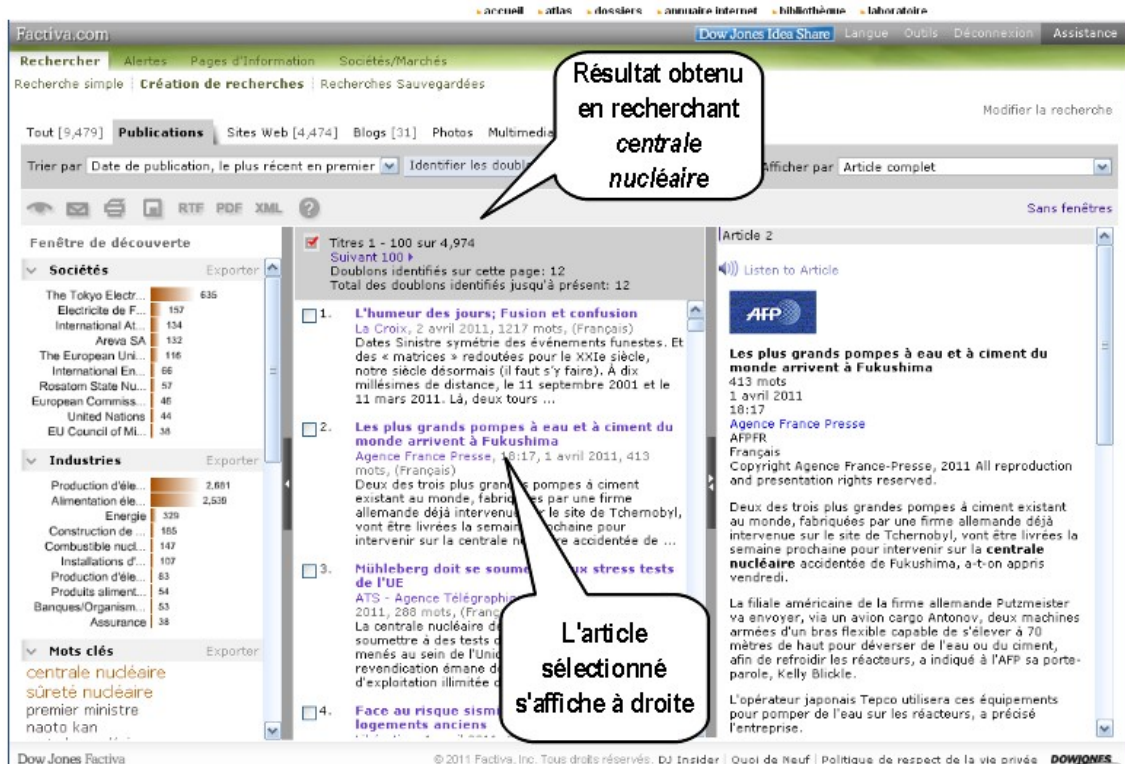 accueil atlas dossiers annuaire internet bibliothèque laboratoire
Factiva.com Dow Jones Idea Share Langue Outils Déconnexion Assistance
Rechercher Alertes Pages d'Information Sociétés/Marchés
Recherche simple Création de recherches Recherches Sauvegardées
Modifier la recherche
Tout [9,479] Publications Sites Web [4,474] Blogs [31] Photos Multimedia
Trier par Date de publication, le plus récent en premier Identifier les Afficher par Article complet
RTF PDF XML ? Sans fenêtres
Résultat obtenu
en recherchant
centrale
nucléaire
Fenêtre de découverte
Sociétés Exporter
The Tokyo Electr... 635
Electricite de F... 157
International At... 134
Areva SA 132
The European Uni... 116
International En... 66
Rosatom State Nu... 57
European Commiss... 46
United Nations 44
EU Council of Mi... 38
Industries Exporter
Production d'éle... 2,681
Alimentation éle... 2,539
Energie 329
Construction de ... 185
Combustible nucl... 147
Installations d'... 107
Production d'éle... 83
Produits aliment... 54
Banques/Organism... 53
Assurance 38
Mots clés Exporter
centrale nucléaire
sûreté nucléaire
premier ministre
naoto kan
Titres 1 - 100 sur 4,974
Suivant 100
Doublons identifiés sur cette page: 12
Total des doublons identifiés jusqu'à présent: 12
1. L'humeur des jours; Fusion et confusion
La Croix, 2 avril 2011, 1217 mots, (Français)
Dates Sinistre symétrie des événements funestes. Et
des « matrices » redoutées pour le XXIe siècle,
notre siècle désormais (il faut s'y faire). À dix
millésimes de distance, le 11 septembre 2001 et le
11 mars 2011. Là, deux tours ...
2. Les plus grands pompes à eau et à ciment du
monde arrivent à Fukushima
Agence France Presse, 18:17, 1 avril 2011, 413
mots, (Français)
Deux des trois plus grandes pompes à ciment
existant au monde, fabriquées par une firme
allemande déjà intervenue sur le site de Tchernobyl,
vont être livrées la semaine prochaine pour
intervenir sur la centrale nucléaire accidentée de ...
3. Mühleberg doit se soumettre aux stress tests
de l'UE
ATS - Agence Télégraphique
2011, 288 mots,
La centrale nucléaire de
soumettre à des tests
menés au sein de
revendication émane
d'exploitation illimitée
4. Face au risque
logements anciens
L'article
sélectionné
s'affiche à droite
Article 2
Listen to Article
AFP
Les plus grands pompes à eau et à ciment du
monde arrivent à Fukushima
413 mots
1 avril 2011
18:17
Agence France Presse
AFPFR
Français
Copyright Agence France-Presse, 2011 All reproduction
and presentation rights reserved.
Deux des trois plus grandes pompes à ciment existant
au monde, fabriquées par une firme allemande déjà
intervenue sur le site de Tchernobyl, vont être livrées la
semaine prochaine pour intervenir sur la centrale
nucléaire accidentée de Fukushima, a-t-on appris
vendredi.
La filiale américaine de la firme allemande Putzmeister
va envoyer, via un avion cargo Antonov, deux machines
armées d'un bras flexible capable de s'élever à 70
mètres de haut pour déverser de l'eau ou du ciment,
afin de refroidir les réacteurs, a indiqué à l'AFP sa porte-
parole, Kelly Blickle.
L'opérateur japonais Tepco utilisera ces équipements
pour pomper de l'eau sur les réacteurs, a précisé
l'entreprise.
Dow Jones Factiva © 2011 Factiva, Inc. Tous droits réservés. DJ Insider Quoi de Neuf Politique de respect de la vie privée DOWJONES